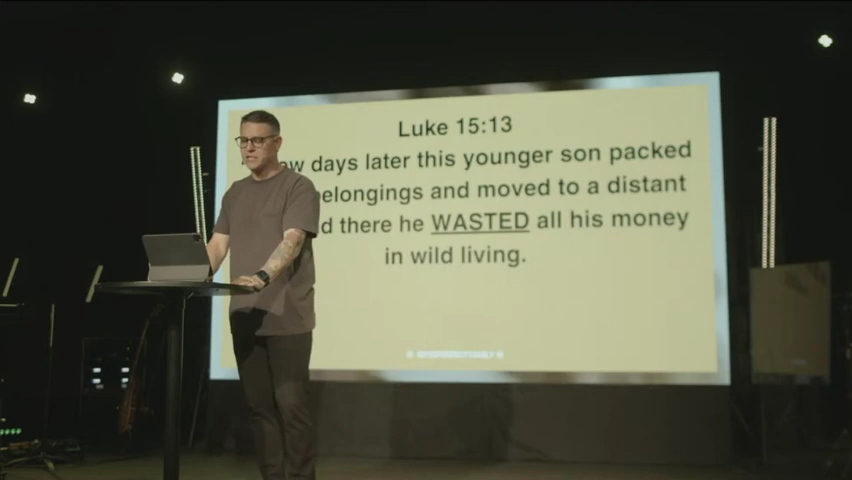 Luke 15:13
days later this younger son packed
belongings and moved to a distant
there he WASTED all his money
in wild living.